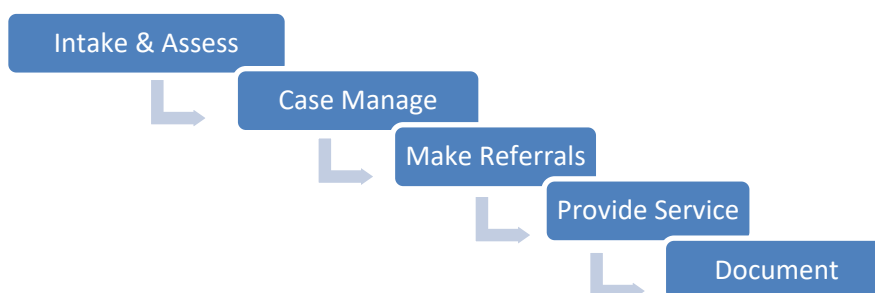 Intake & Assess
Case Manage
Make Referrals
Provide Service
Document